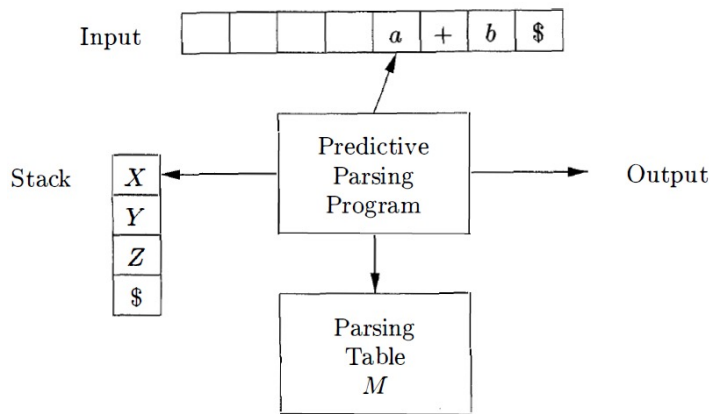 Input a + b $
Predictive
Parsing
Program
Stack X
Y
Z
$
Output
Parsing
Table
M